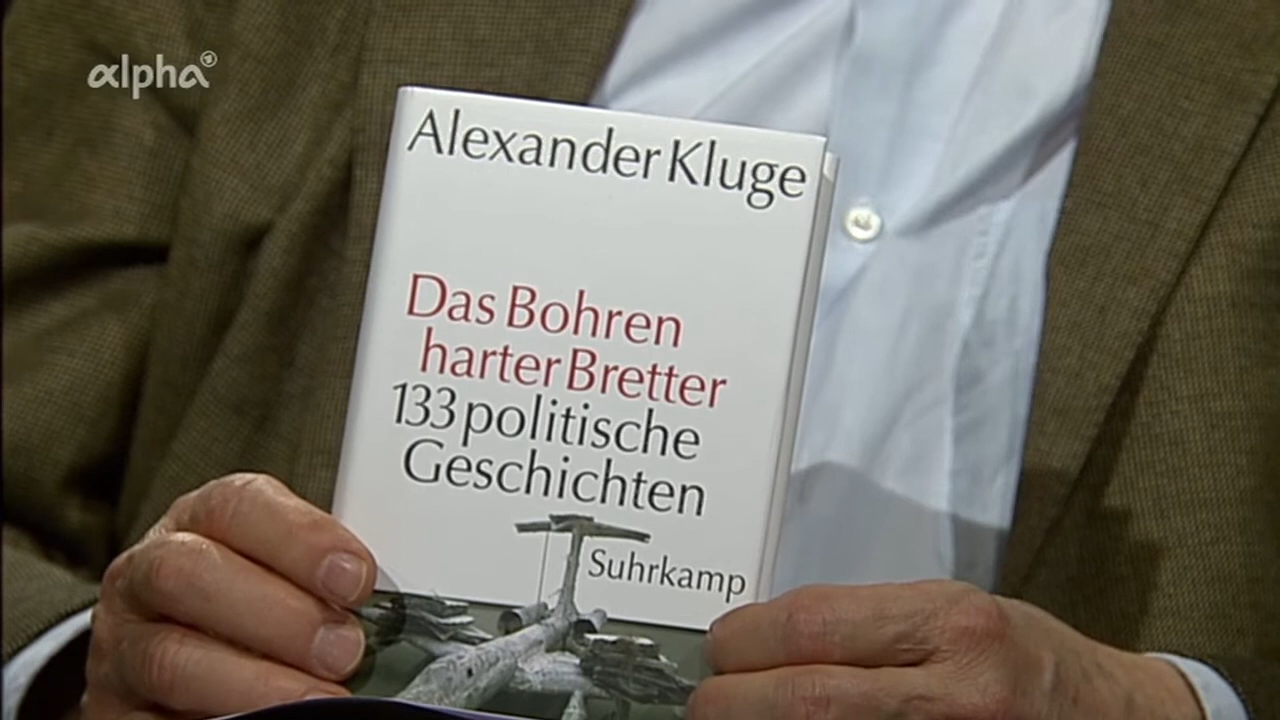 alpha
Alexander Kluge
Das Bohren
harter Bretter
133 politische
Geschichten
Suhrkamp